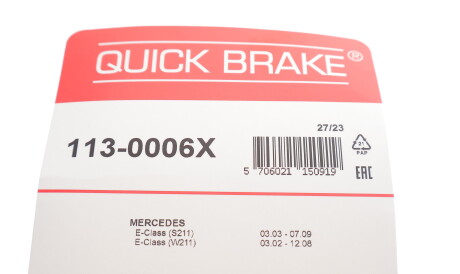 QUICK BRAKE®
27/23
113-0006X
21
PAP
5 706021 150919
EAC
MERCEDES
E-Class (S211) 03.03 - 07.09
E-Class (W211) 03.02 - 12.08